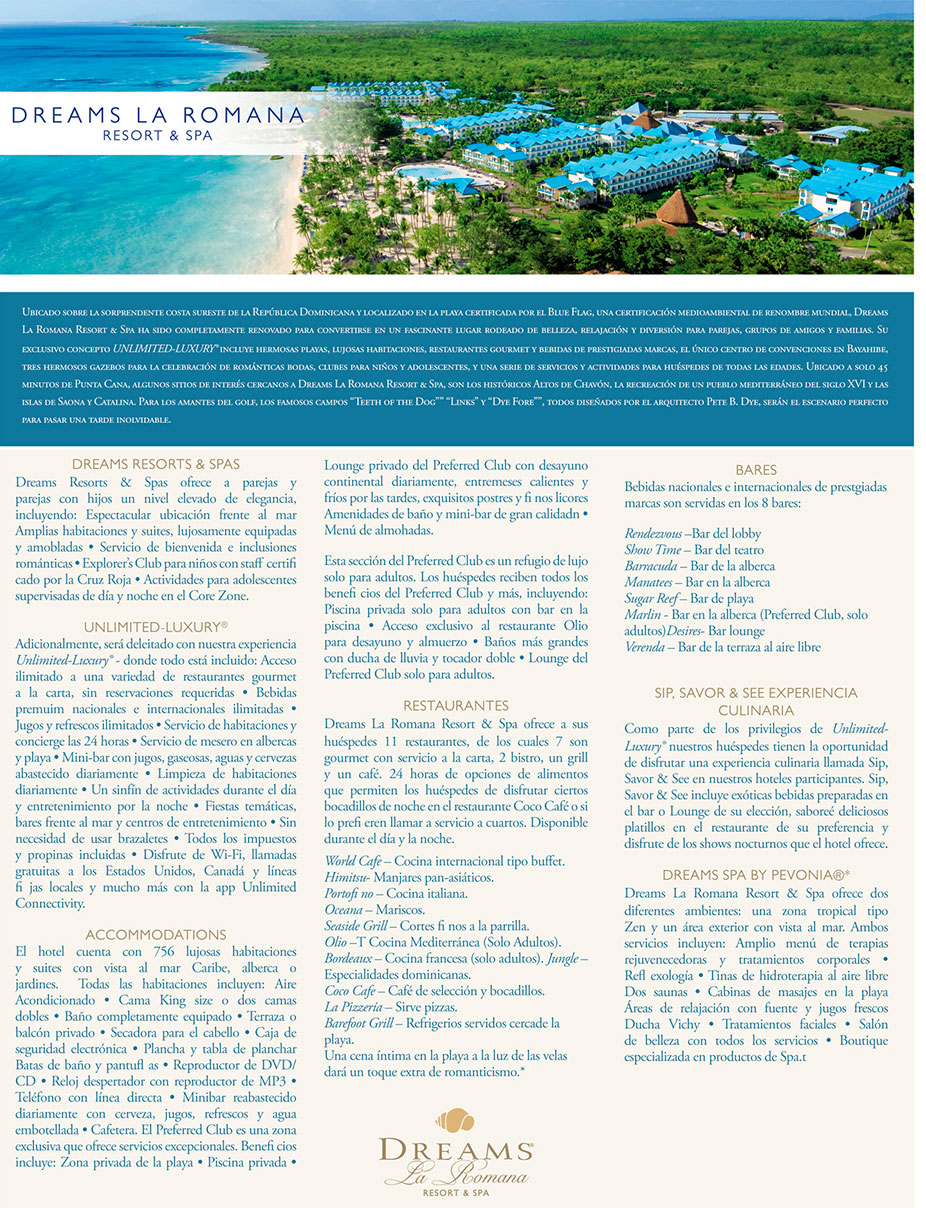 DREAMS LA ROMANA
RESORT & SPA
Ubicado sobre la sorprendente costa sureste de la República Dominicana y localizado en la playa certificada por el Blue Flag, una certificación medioambiental de renombre mundial, Dreams
La Romana Resort & Spa ha sido completamente renovado para convertirse en un fascinante lugar rodeado de belleza, relajación y diversión para parejas, grupos de amigos y familias. Su
exclusivo concepto UNLIMITED-LUXURY® incluye hermosas playas, lujosas habitaciones, restaurantes gourmet y bebidas de prestigiadas marcas, el único centro de convenciones en Bayahibe,
tres hermosos gazebos para la celebración de románticas bodas, clubes para niños y adolescentes, y una serie de servicios y actividades para huéspedes de todas las edades. Ubicado a solo 45
minutos de Punta Cana, algunos sitios de interés cercanos a Dreams La Romana Resort & Spa, son los históricos Altos de Chavón, la recreación de un pueblo mediterráneo del siglo XVI y las
islas de Saona y Catalina. Para los amantes del golf, los famosos campos “Teeth of the Dog”” “Links” y “Dye Fore””, todos diseñados por el arquitecto Pete B. Dye, serán el escenario perfecto
para pasar una tarde inolvidable.
DREAMS RESORTS & SPAS
Dreams Resorts & Spas ofrece a parejas y
parejas con hijos un nivel elevado de elegancia,
incluyendo: Espectacular ubicación frente al mar
Amplias habitaciones y suites, lujosamente equipadas
y amobladas • Servicio de bienvenida e inclusiones
románticas • Explorer’s Club para niños con staff certifi
cado por la Cruz Roja • Actividades para adolescentes
supervisadas de día y noche en el Core Zone.
UNLIMITED-LUXURY®
Adicionalmente, será deleitado con nuestra experiencia
Unlimited-Luxury® - donde todo está incluido: Acceso
ilimitado a una variedad de restaurantes gourmet
a la carta, sin reservaciones requeridas • Bebidas
premuim nacionales e internacionales ilimitadas •
Jugos y refrescos ilimitados • Servicio de habitaciones y
concierge las 24 horas • Servicio de mesero en albercas
y playa • Mini-bar con jugos, gaseosas, aguas y cervezas
abastecido diariamente • Limpieza de habitaciones
diariamente • Un sinfín de actividades durante el día
y entretenimiento por la noche • Fiestas temáticas,
bares frente al mar y centros de entretenimiento • Sin
necesidad de usar brazaletes • Todos los impuestos
y propinas incluidas • Disfrute de Wi-Fi, llamadas
gratuitas a los Estados Unidos, Canadá y líneas
fi jas locales y mucho más con la app Unlimited
Connectivity.
ACCOMMODATIONS
El hotel cuenta con 756 lujosas habitaciones
y suites con vista al mar Caribe, alberca o
jardines. Todas las habitaciones incluyen: Aire
Acondicionado • Cama King size o dos camas
dobles • Baño completamente equipado • Terraza o
balcón privado • Secadora para el cabello • Caja de
seguridad electrónica • Plancha y tabla de planchar
Batas de baño y pantufl as • Reproductor de DVD/
CD • Reloj despertador con reproductor de MP3 •
Teléfono con línea directa • Minibar reabastecido
diariamente con cerveza, jugos, refrescos y agua
embotellada • Cafetera. El Preferred Club es una zona
exclusiva que ofrece servicios excepcionales. Benefi cios
incluye: Zona privada de la playa • Piscina privada •
Lounge privado del Preferred Club con desayuno
continental diariamente, entremeses calientes y
fríos por las tardes, exquisitos postres y fi nos licores
Amenidades de baño y mini-bar de gran calidadn •
Menú de almohadas.
Esta sección del Preferred Club es un refugio de lujo
solo para adultos. Los huéspedes reciben todos los
benefi cios del Preferred Club y más, incluyendo:
Piscina privada solo para adultos con bar en la
piscina • Acceso exclusivo al restaurante Olio
para desayuno y almuerzo • Baños más grandes
con ducha de lluvia y tocador doble • Lounge del
Preferred Club solo para adultos.
RESTAURANTES
Dreams La Romana Resort & Spa ofrece a sus
huéspedes 11 restaurantes, de los cuales 7 son
gourmet con servicio a la carta, 2 bistro, un grill
y un café. 24 horas de opciones de alimentos
que permiten los huéspedes de disfrutar ciertos
bocadillos de noche en el restaurante Coco Café o si
lo prefi eren llamar a servicio a cuartos. Disponible
durante el día y la noche.
World Cafe – Cocina internacional tipo buffet.
Himitsu- Manjares pan-asiáticos.
Portofi no – Cocina italiana.
Oceana – Mariscos.
Seaside Grill – Cortes fi nos a la parrilla.
Olio –T Cocina Mediterránea (Solo Adultos).
Bordeaux – Cocina francesa (solo adultos). Jungle –
Especialidades dominicanas.
Coco Cafe – Café de selección y bocadillos.
La Pizzería – Sirve pizzas.
Barefoot Grill – Refrigerios servidos cercade la
playa.
Una cena íntima en la playa a la luz de las velas
dará un toque extra de romanticismo.*
BARES
Bebidas nacionales e internacionales de prestgiadas
marcas son servidas en los 8 bares:
Rendezvous –Bar del lobby
Show Time – Bar del teatro
Barracuda – Bar de la alberca
Manatees – Bar en la alberca
Sugar Reef – Bar de playa
Marlin - Bar en la alberca (Preferred Club, solo
adultos)Desires- Bar lounge
Verenda – Bar de la terraza al aire libre
SIP, SAVOR & SEE EXPERIENCIA
CULINARIA
Como parte de los privilegios de Unlimited-
Luxury® nuestros huéspedes tienen la oportunidad
de disfrutar una experiencia culinaria llamada Sip,
Savor & See en nuestros hoteles participantes. Sip,
Savor & See incluye exóticas bebidas preparadas en
el bar o Lounge de su elección, saboreé deliciosos
platillos en el restaurante de su preferencia y
disfrute de los shows nocturnos que el hotel ofrece.
DREAMS SPA BY PEVONIA®*
Dreams La Romana Resort & Spa ofrece dos
diferentes ambientes: una zona tropical tipo
Zen y un área exterior con vista al mar. Ambos
servicios incluyen: Amplio menú de terapias
rejuvenecedoras y tratamientos corporales •
Refl exología • Tinas de hidroterapia al aire libre
Dos saunas • Cabinas de masajes en la playa
Áreas de relajación con fuente y jugos frescos
Ducha Vichy • Tratamientos faciales • Salón
de belleza con todos los servicios • Boutique
especializada en productos de Spa.t
DREAMS®
La Romana
RESORT & SPA